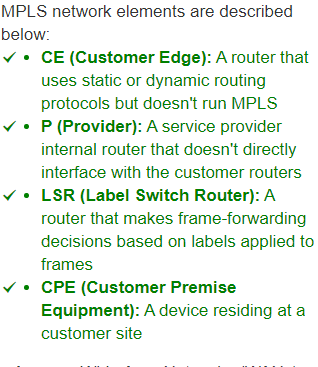 MPLS network elements are described
below:
✓ • CE (Customer Edge): A router that
uses static or dynamic routing
protocols but doesn't run MPLS
✓ • P (Provider): A service provider
internal router that doesn't directly
interface with the customer routers
✓ • LSR (Label Switch Router): A
router that makes frame-forwarding
decisions based on labels applied to
frames
✓ • CPE (Customer Premise
Equipment): A device residing at a
customer site